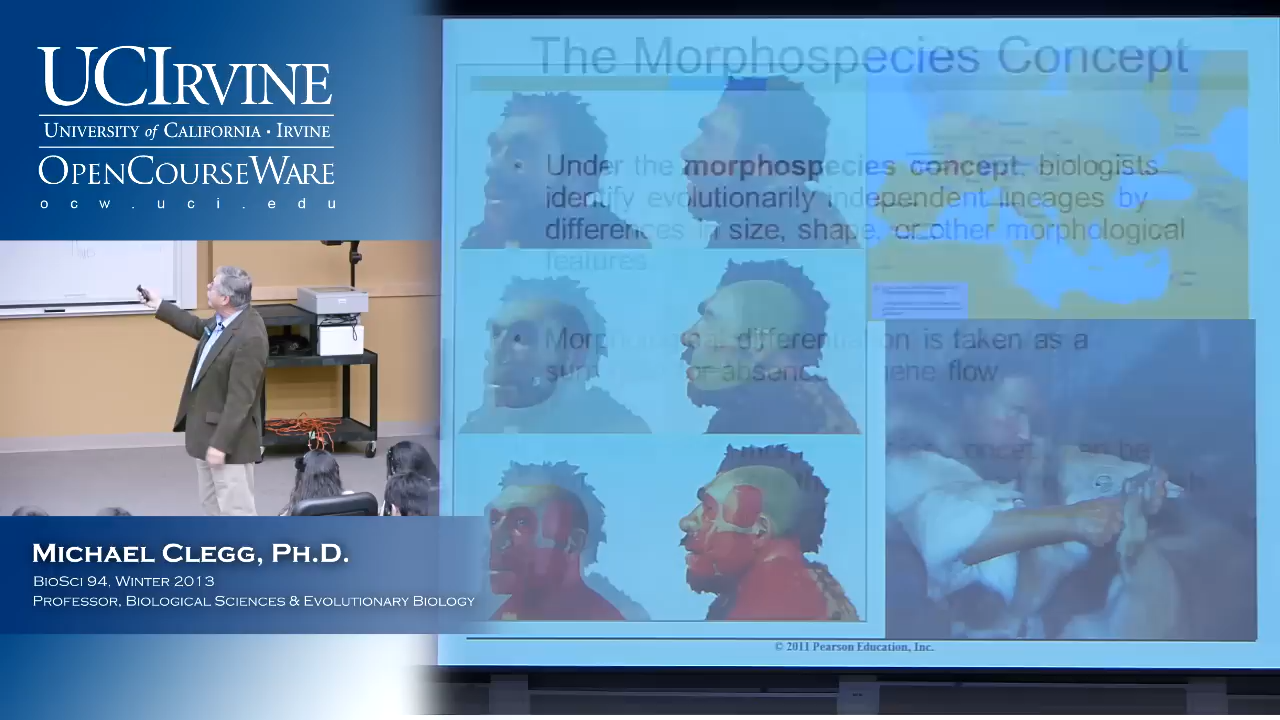 UCIRVINE
UNIVERSITY of CALIFORNIA • IRVINE
OPENCOURSEWARE
ocw.uci.edu
MICHAEL CLEGG, PH.D.
BIOSCI 94, WINTER 2013
PROFESSOR, BIOLOGICAL SCIENCES & EVOLUTIONARY BIOLOGY
The Morphospecies Concept
Under the morphospecies concept, biologists
identify evolutionarily independent lineages by
differences in size, shape, or other morphological
features
differentiation is taken as a
for absence gene flow
© 2011 Pearson Education, Inc.